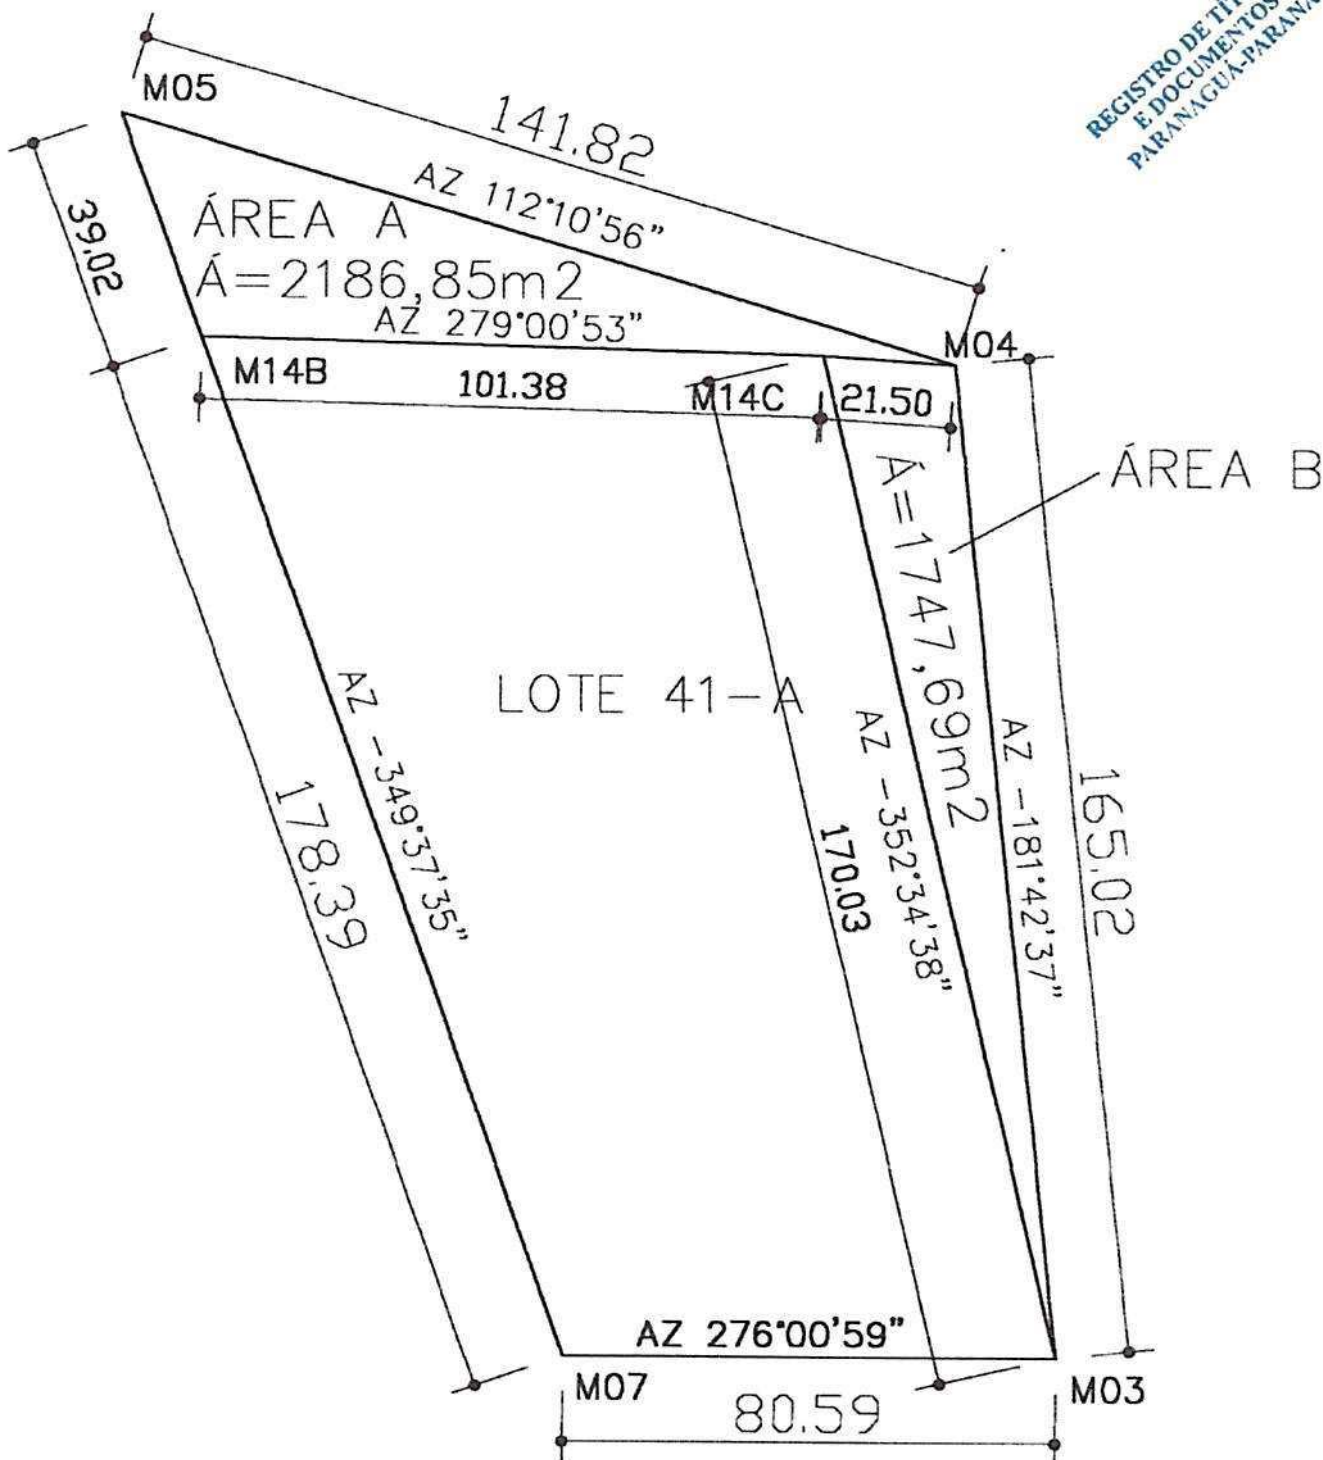 REGISTRO DE TÍT
E DOCUMENTOS
PARANAGUÁ-PARANÁ
M05
141.82
AZ 112°10'56"
39.02
ÁREA A
Á=2186,85m2
AZ 279°00'53"
M04
M14B
101.38
M14C
21.50
ÁREA B
Á=1747,69m2
LOTE 41-A
AZ -349°37'35"
178.39
170.03
AZ -352°34'38"
AZ -181°42'37"
165.02
AZ 276°00'59"
M07
M03
80.59